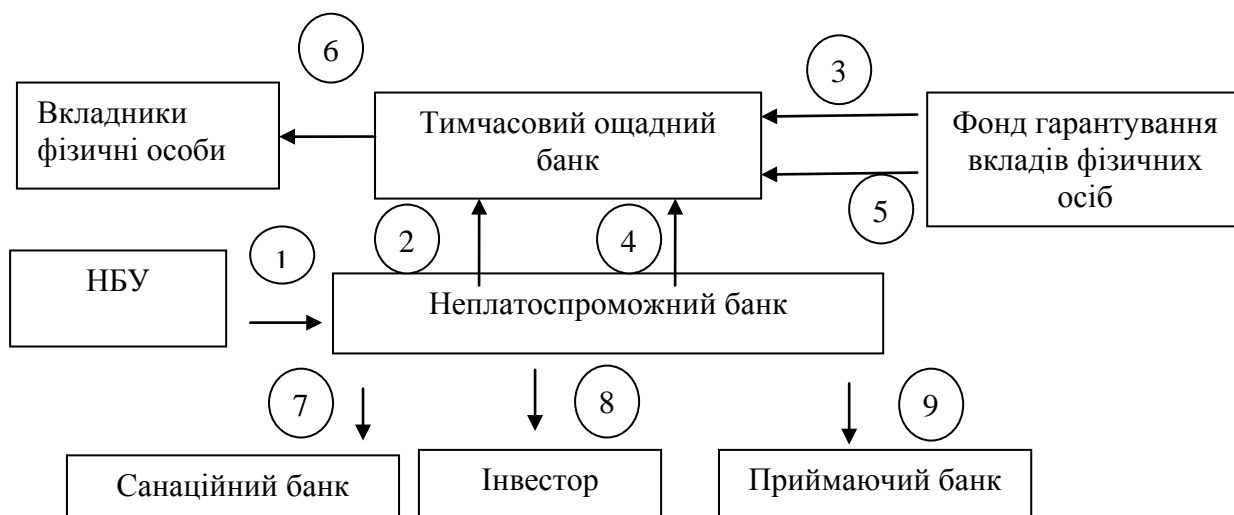 6
3
Вкладники
фізичні особи
Тимчасовий ощадний
банк
Фонд гарантування
вкладів фізичних
осіб
5
1
2
4
НБУ
Неплатоспроможний банк
7
8
9
Санаційний банк
Інвестор
Приймаючий банк